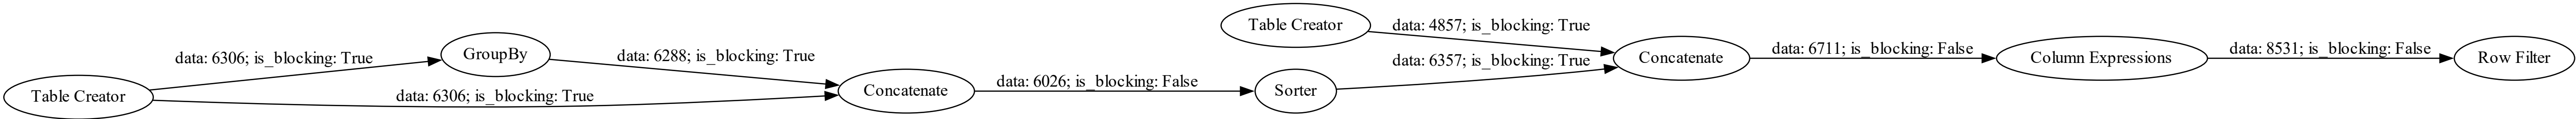 Table Creator
data: 6306; is_blocking: True
GroupBy
data: 6288; is_blocking: True
data: 6306; is_blocking: True
Concatenate
data: 6026; is_blocking: False
Sorter
Table Creator
data: 4857; is_blocking: True
data: 6357; is_blocking: True
Concatenate
data: 6711; is_blocking: False
Column Expressions
data: 8531; is_blocking: False
Row Filter